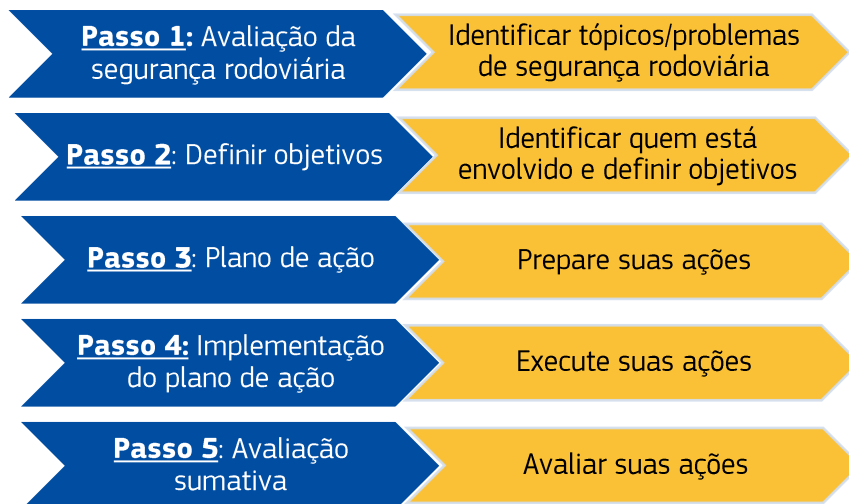 Passo 1: Avaliação da
segurança rodoviária
Identificar tópicos/problemas
de segurança rodoviária
Passo 2: Definir objetivos
Identificar quem está
envolvido e definir objetivos
Passo 3: Plano de ação
Prepare suas ações
Passo 4: Implementação
do plano de ação
Execute suas ações
Passo 5: Avaliação
sumativa
Avaliar suas ações